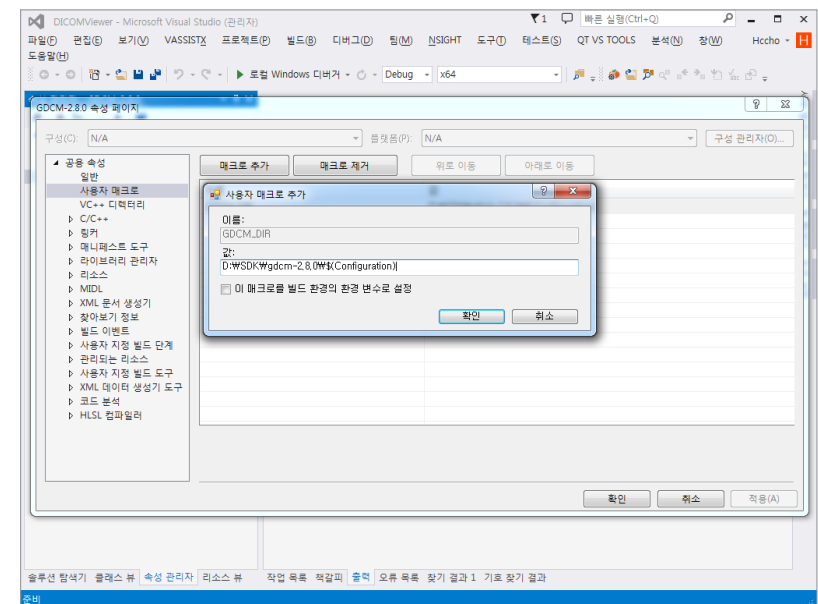 DICOMViewer - Microsoft Visual Studio (관리자)
1
빠른 실행(Ctrl+Q)
파일(F) 편집(E) 보기(V) VASSISTX 프로젝트(P) 빌드(B) 디버그(D) 팀(M) NSIGHT 도구(T) 테스트(S) QT VS TOOLS 분석(N) 창(W) Hccho H
도움말(H)
로컬 Windows 디버거 Debug x64
GDCM-2.8.0 속성 페이지
구성(C): N/A 플랫폼(P): N/A 구성 관리자(O)...
공용 속성
일반
사용자 매크로
VC++ 디렉터리
C/C++
링커
매니페스트 도구
라이브러리 관리자
리소스
MIDL
XML 문서 생성기
찾아보기 정보
빌드 이벤트
사용자 지정 빌드 단계
관리되는 리소스
사용자 지정 빌드 도구
XML 데이터 생성기 도구
코드 분석
HLSL 컴파일러
매크로 추가 매크로 제거 위로 이동 아래로 이동
사용자 매크로 추가
이름:
GDCM_DIR
값:
D:₩SDK₩gdcm-2.8.0₩$(Configuration)
이 매크로를 빌드 환경의 환경 변수로 설정
확인 취소
확인 취소 적용(A)
솔루션 탐색기 클래스 뷰 속성 관리자 리소스 뷰 작업 목록 책갈피 출력 오류 목록 찾기 결과 1 기호 찾기 결과
준비